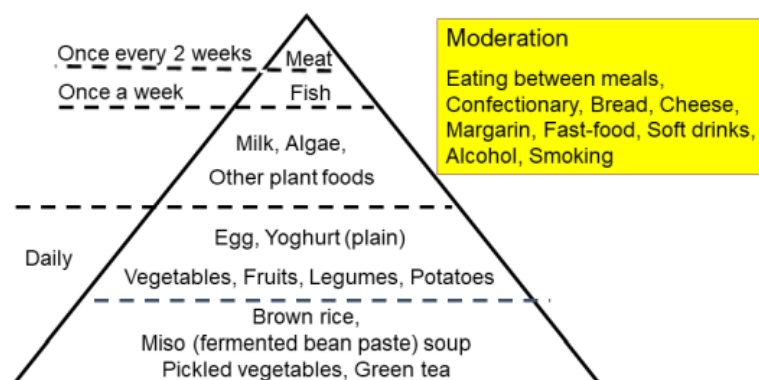 Once every 2 weeks
Meat
Once a week
Fish
Milk, Algae,
Other plant foods
Daily
Egg, Yoghurt (plain)
Vegetables, Fruits, Legumes, Potatoes
Brown rice,
Miso (fermented bean paste) soup
Pickled vegetables, Green tea
Moderation
Eating between meals,
Confectionary, Bread, Cheese,
Margarin, Fast-food, Soft drinks,
Alcohol, Smoking